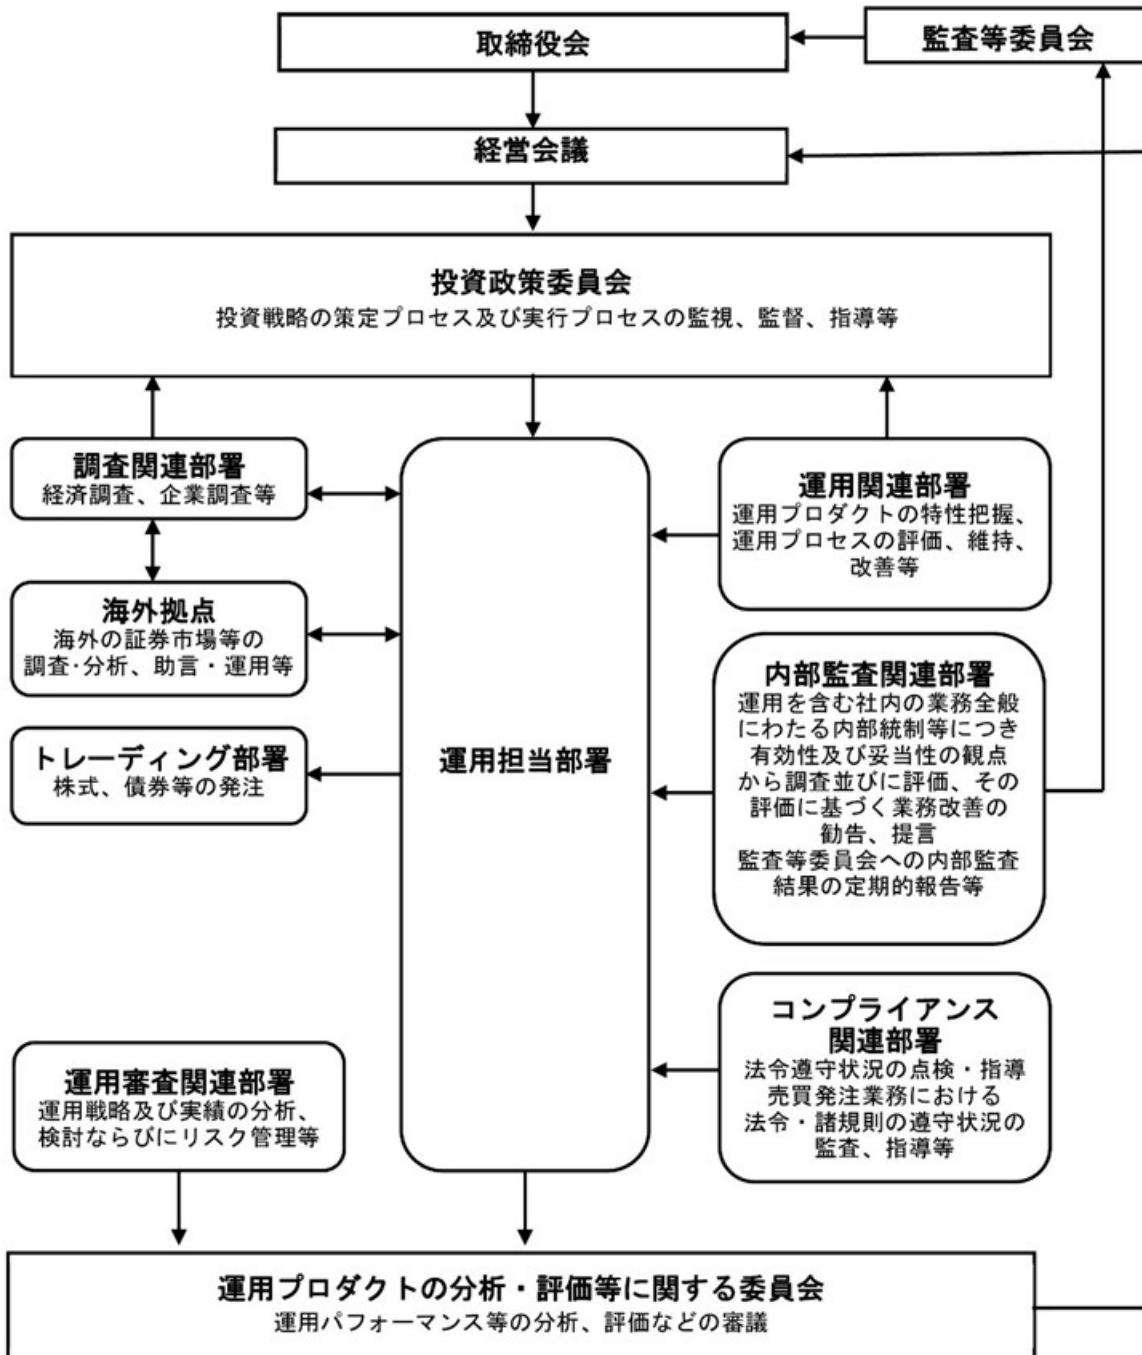 取締役会
監査等委員会
経営会議
投資政策委員会
投資戦略の策定プロセス及び実行プロセスの監視、監督、指導等
調査関連部署
経済調査、企業調査等
海外拠点
海外の証券市場等の
調査・分析、助言・運用等
トレーディング部署
株式、債券等の発注
運用担当部署
運用関連部署
運用プロダクトの特性把握、
運用プロセスの評価、維持、
改善等
内部監査関連部署
運用を含む社内の業務全般
にわたる内部統制等につき
有効性及び妥当性の観点
から調査並びに評価、その
評価に基づく業務改善の
勧告、提言
監査等委員会への内部監査
結果の定期的報告等
コンプライアンス
関連部署
法令遵守状況の点検・指導
売買発注業務における
法令・諸規則の遵守状況の
監査、指導等
運用審査関連部署
運用戦略及び実績の分析、
検討ならびにリスク管理等
運用プロダクトの分析・評価等に関する委員会
運用パフォーマンス等の分析、評価などの審議